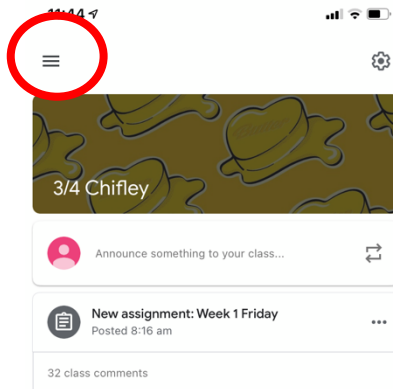 11:44
3/4 Chifley
Announce something to your class...
New assignment: Week 1 Friday
Posted 8:16 am
32 class comments